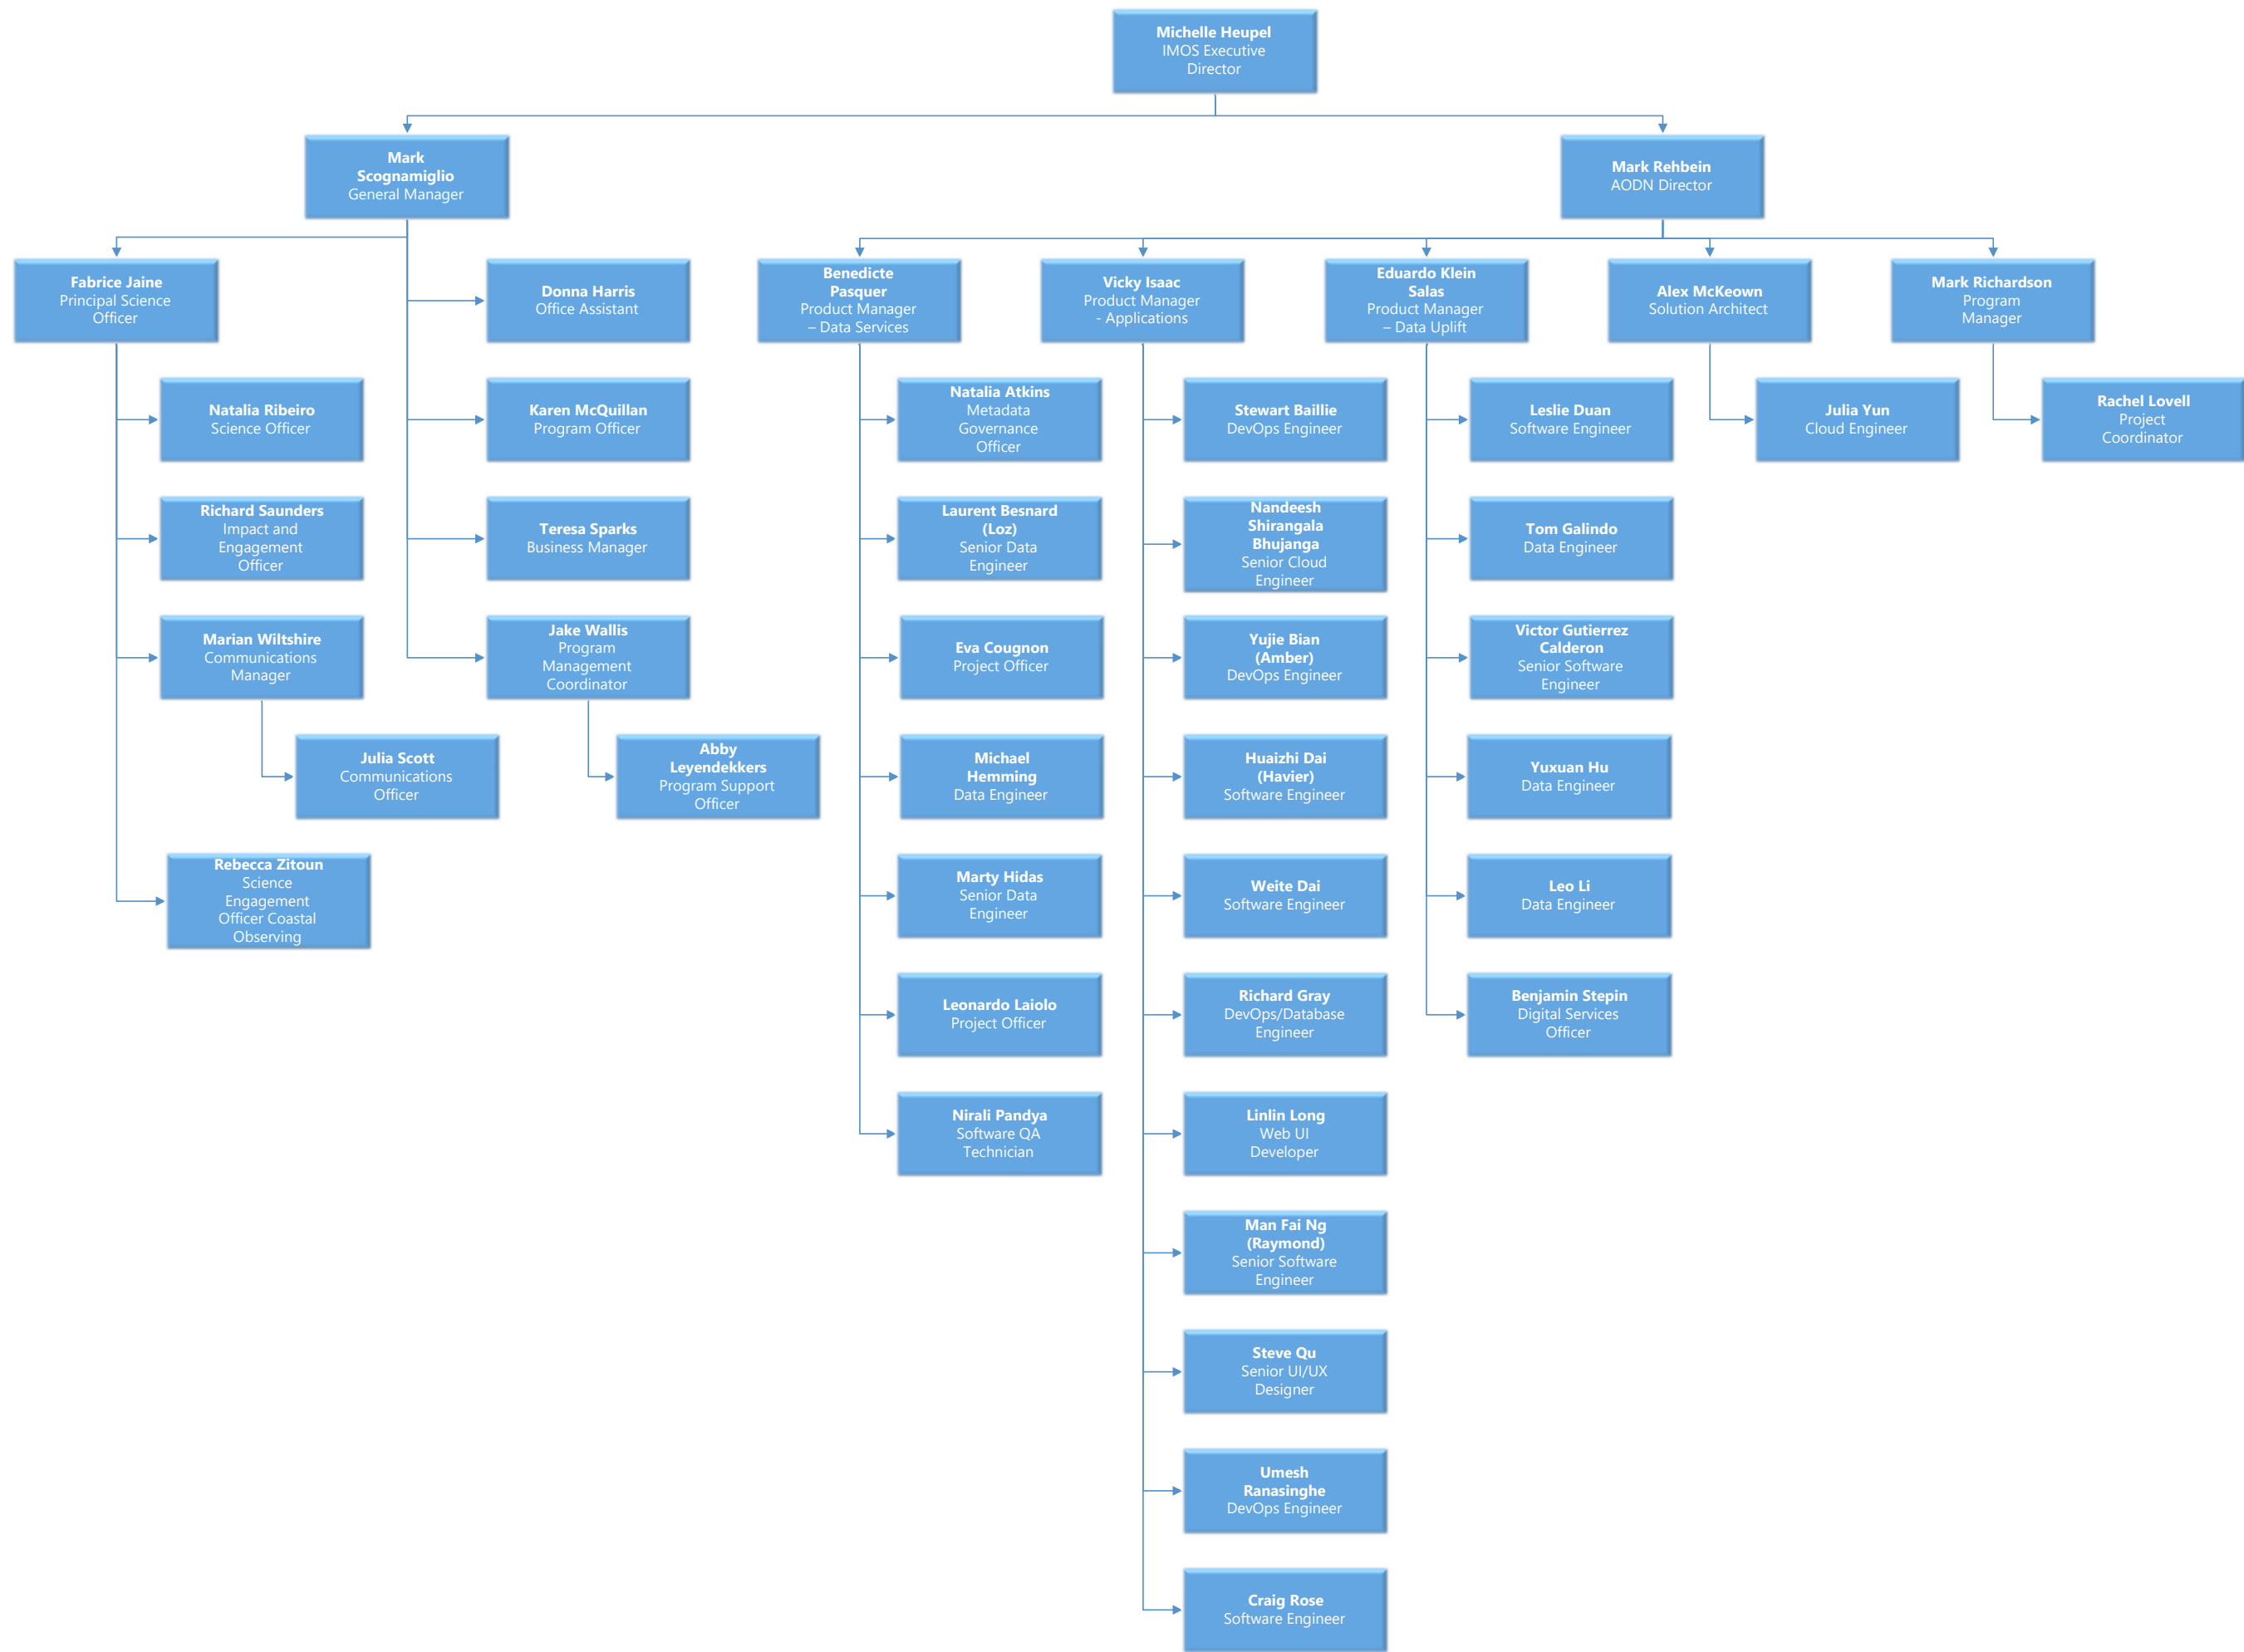 Michelle Heupel
IMOS Executive
Director
Mark
Scognamiglio
General Manager
Mark Rehbein
AODN Director
Fabrice Jaine
Principal Science
Officer
Donna Harris
Office Assistant
Benedicte
Pasquer
Product Manager
– Data Services
Vicky Isaac
Product Manager
- Applications
Eduardo Klein
Salas
Product Manager
– Data Uplift
Alex McKeown
Solution Architect
Mark Richardson
Program
Manager
Natalia Ribeiro
Science Officer
Karen McQuillan
Program Officer
Natalia Atkins
Metadata
Governance
Officer
Stewart Baillie
DevOps Engineer
Leslie Duan
Software Engineer
Julia Yun
Cloud Engineer
Rachel Lovell
Project
Coordinator
Richard Saunders
Impact and
Engagement
Officer
Teresa Sparks
Business Manager
Laurent Besnard
(Loz)
Senior Data
Engineer
Nandeesh
Shirangala
Bhujanga
Senior Cloud
Engineer
Tom Galindo
Data Engineer
Marian Wiltshire
Communications
Manager
Jake Wallis
Program
Management
Coordinator
Eva Cougnon
Project Officer
Yujie Bian
(Amber)
DevOps Engineer
Victor Gutierrez
Calderon
Senior Software
Engineer
Julia Scott
Communications
Officer
Abby
Leyendekkers
Program Support
Officer
Michael
Hemming
Data Engineer
Huaizhi Dai
(Havier)
Software Engineer
Yuxuan Hu
Data Engineer
Rebecca Zitoun
Science
Engagement
Officer Coastal
Observing
Marty Hidas
Senior Data
Engineer
Weite Dai
Software Engineer
Leo Li
Data Engineer
Leonardo Laiolo
Project Officer
Richard Gray
DevOps/Database
Engineer
Benjamin Stepin
Digital Services
Officer
Nirali Pandya
Software QA
Technician
Linlin Long
Web UI
Developer
Man Fai Ng
(Raymond)
Senior Software
Engineer
Steve Qu
Senior UI/UX
Designer
Umesh
Ranasinghe
DevOps Engineer
Craig Rose
Software Engineer